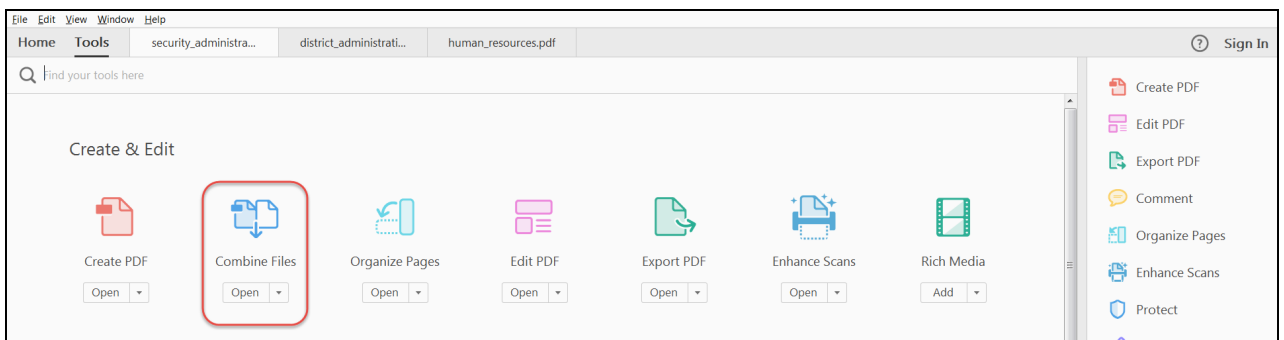 File Edit View Window Help
Home Tools security_administra... district_administrati... human_resources.pdf Sign In
Find your tools here
Create & Edit
Create PDF Combine Files Organize Pages Edit PDF Export PDF Enhance Scans Rich Media
Open Open Open Open Open Open Add
Create PDF
Edit PDF
Export PDF
Comment
Organize Pages
Enhance Scans
Protect